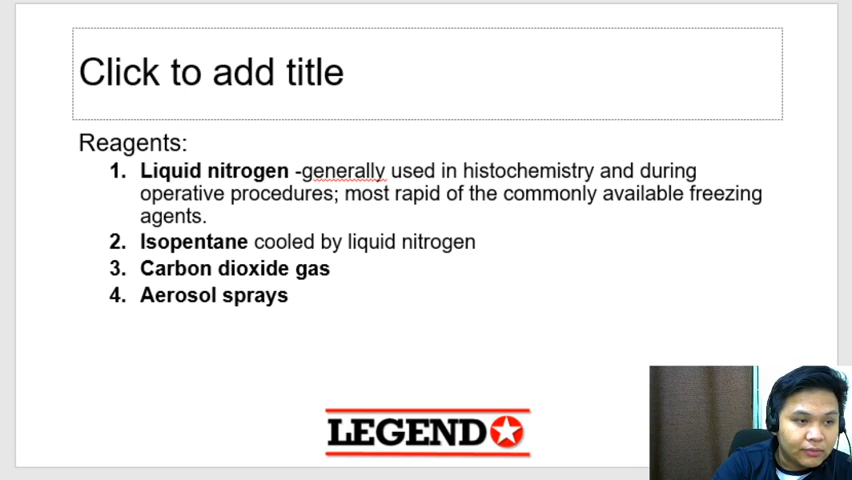 Click to add title
Reagents:
1. Liquid nitrogen -generally used in histochemistry and during
operative procedures; most rapid of the commonly available freezing
agents.
2. Isopentane cooled by liquid nitrogen
3. Carbon dioxide gas
4. Aerosol sprays
LEGEND